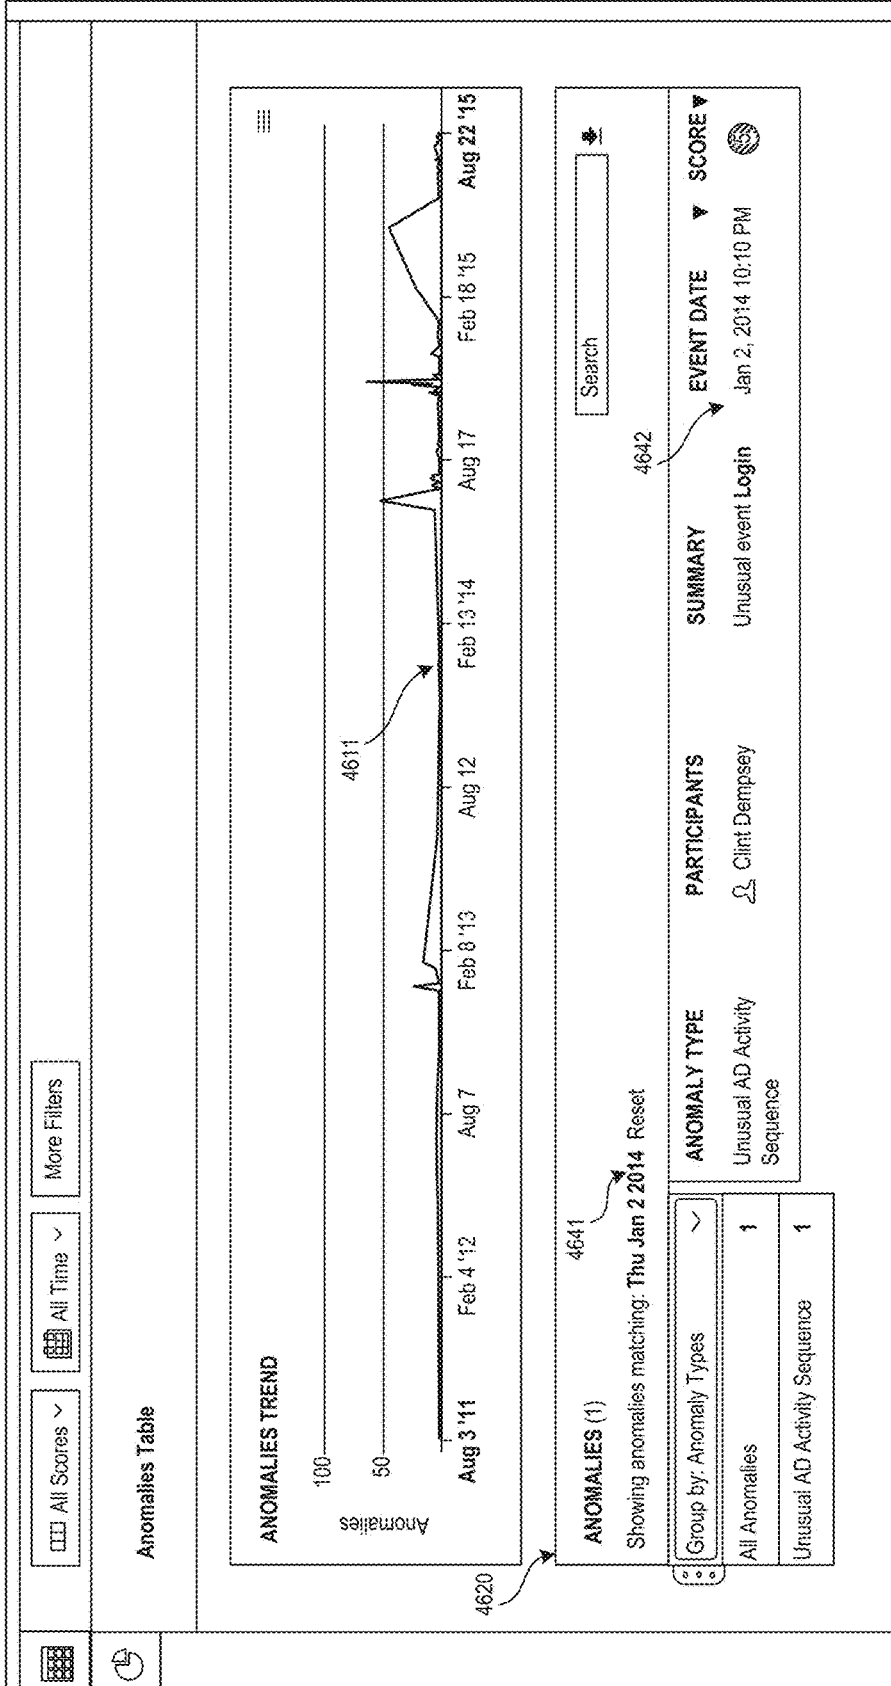 All Scores
All Time
More Filters
Anomalies Table
ANOMALIES TREND
Anomalies
100
50
4611
Aug 3 '11
Feb 4 '12
Aug 7
Feb 8 '13
Aug 12
Feb 13 '14
Aug 17
Feb 18 '15
Aug 22 '15
4620
ANOMALIES (1)
Showing anomalies matching: Thu Jan 2 2014 Reset
4641
Search
4642
Group by: Anomaly Types
All Anomalies 1
Unusual AD Activity Sequence 1
ANOMALY TYPE PARTICIPANTS SUMMARY EVENT DATE SCORE
Unusual AD Activity Clint Dempsey Unusual event Login Jan 2, 2014 10:10 PM 5
Sequence